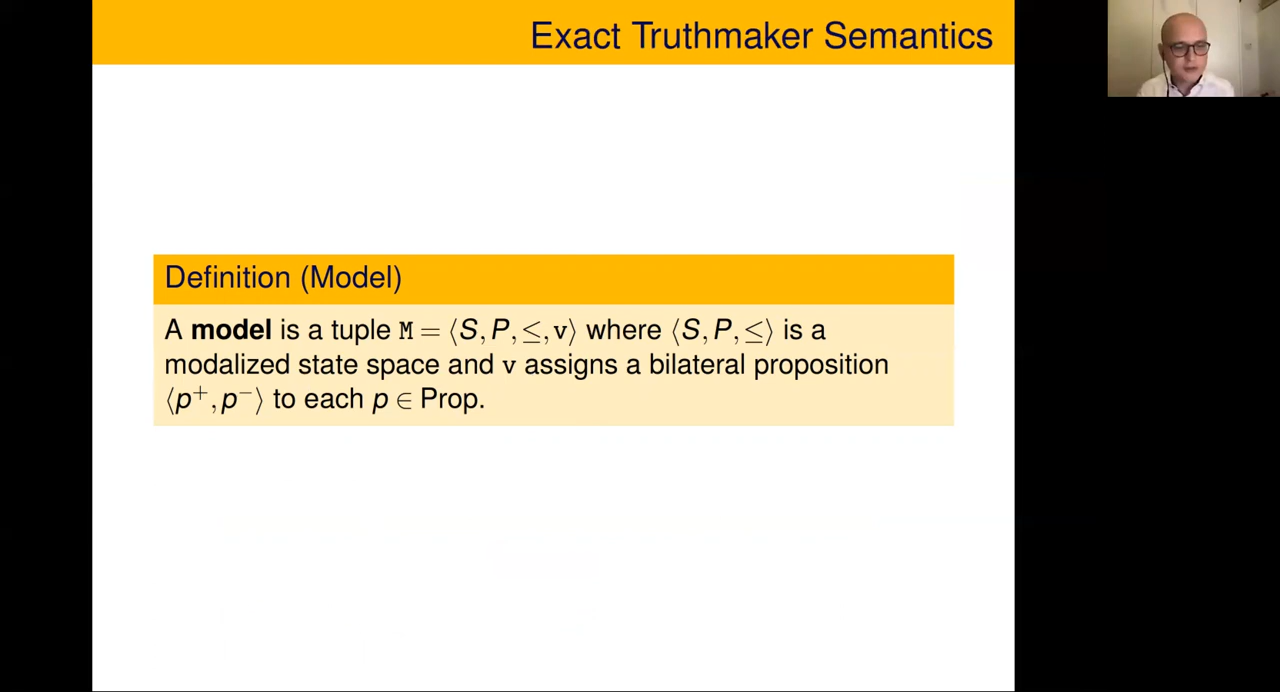 Exact Truthmaker Semantics
Definition (Model)
A model is a tuple M = ⟨S, P, ≤, v⟩ where ⟨S, P, ≤⟩ is a
modalized state space and v assigns a bilateral proposition
⟨p⁺, p⁻⟩ to each p ∈ Prop.